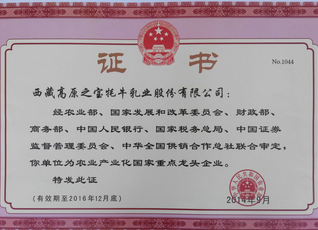 证书
No.1044
西藏高原之宝牦牛乳业股份有限公司：
经农业部、国家发展和改革委员会、财政部、
商务部、中国人民银行、国家税务总局、中国证券
监督管理委员会、中华全国供销合作总社联合审定：
你单位为农业产业化国家重点龙头企业。
特发此证
（有效期至2016年12月底）
2014年9月